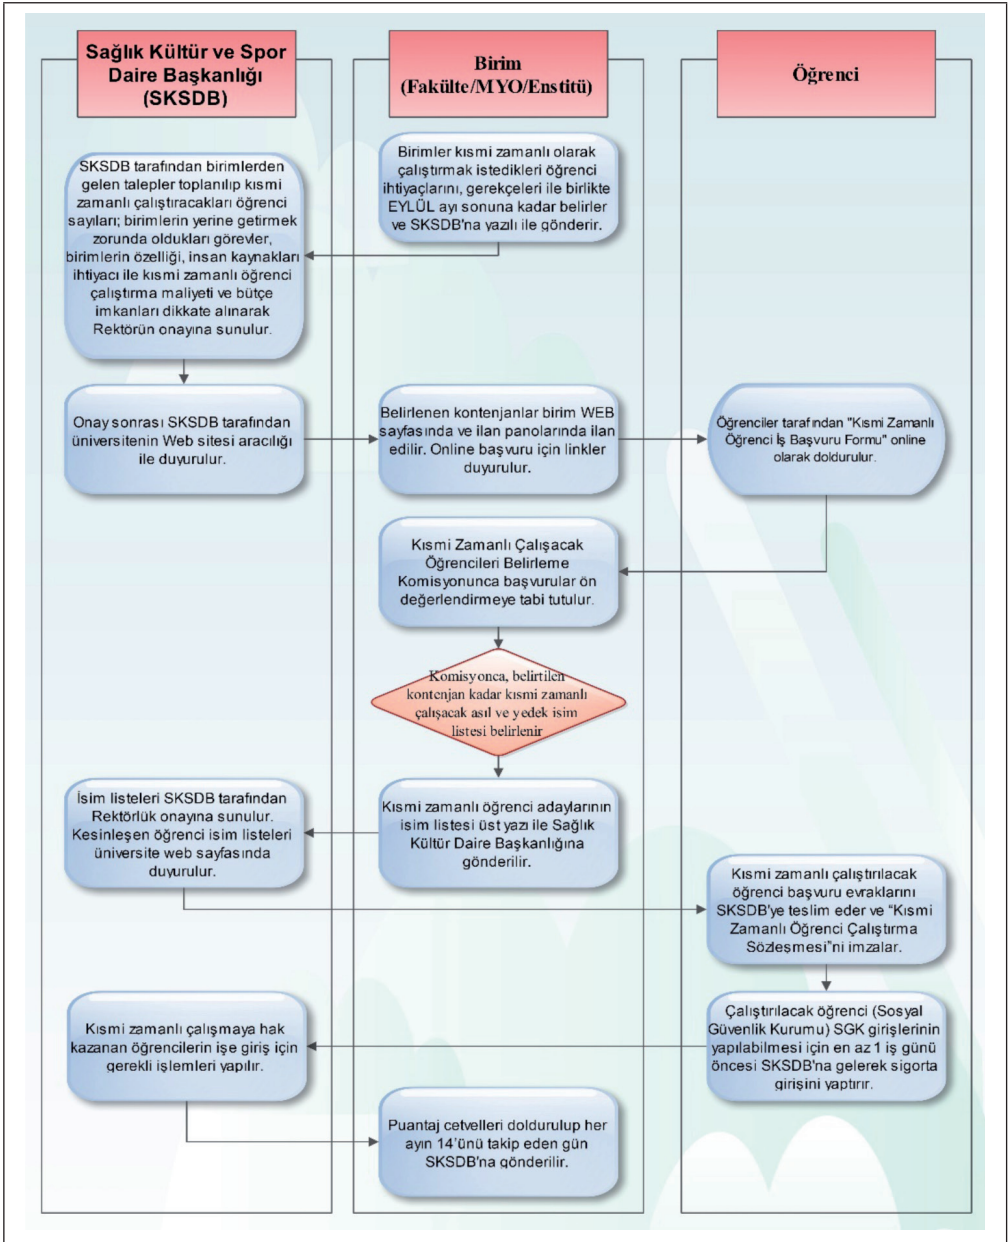 Sağlık Kültür ve Spor
Daire Başkanlığı
(SKSDB)
Birim
(Fakülte/MYO/Enstitü)
Öğrenci
Birimler kısmi zamanlı olarak
çalıştırmak istedikleri öğrenci
ihtiyaçlarını, gerekçeleri ile birlikte
EYLÜL ayı sonuna kadar belirler
ve SKSDB'na yazılı ile gönderir.
SKSDB tarafından birimlerden
gelen talepler toplanılıp kısmi
zamanlı çalıştıracakları öğrenci
sayıları; birimlerin yerine getirmek
zorunda oldukları görevler,
birimlerin özelliği, insan kaynakları
ihtiyacı ile kısmi zamanlı öğrenci
çalıştırma maliyeti ve bütçe
imkanları dikkate alınarak
Rektörün onayına sunulur.
Onay sonrası SKSDB tarafından
üniversitenin Web sitesi aracılığı
ile duyurulur.
Belirlenen kontenjanlar birim WEB
sayfasında ve ilan panolarında ilan
edilir. Online başvuru için linkler
duyurulur.
Öğrenciler tarafından "Kısmi Zamanlı
Öğrenci İş Başvuru Formu" online
olarak doldurulur.
Kısmi Zamanlı Çalışacak
Öğrencileri Belirleme
Komisyonunca başvurular ön
değerlendirmeye tabi tutulur.
Komisyonca, belirtilen
kontenjan kadar kısmi zamanlı
çalışacak asıl ve yedek isim
listesi belirlenir
Kısmi zamanlı öğrenci adaylarının
isim listesi üst yazı ile Sağlık
Kültür Daire Başkanlığına
gönderilir.
İsim listeleri SKSDB tarafından
Rektörlük onayına sunulur.
Kesinleşen öğrenci isim listeleri
üniversite web sayfasında
duyurulur.
Kısmi zamanlı çalıştırılacak
öğrenci başvuru evraklarını
SKSDB'ye teslim eder ve “Kısmi
Zamanlı Öğrenci Çalıştırma
Sözleşmesi”ni imzalar.
Çalıştırılacak öğrenci (Sosyal
Güvenlik Kurumu) SGK girişlerinin
yapılabilmesi için en az 1 iş günü
öncesi SKSDB'na gelerek sigorta
girişini yaptırır.
Kısmi zamanlı çalışmaya hak
kazanan öğrencilerin işe giriş için
gerekli işlemleri yapılır.
Puantaj cetvelleri doldurulup her
ayın 14’ünü takip eden gün
SKSDB'na gönderilir.